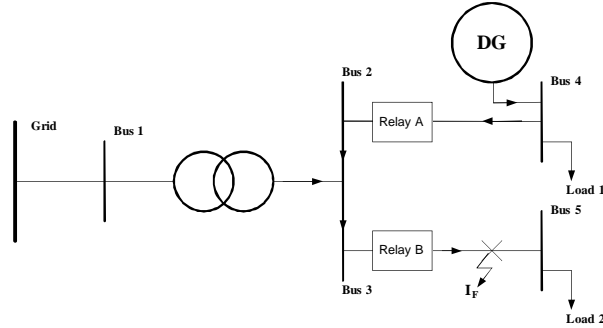 DG
Bus 2
Bus 4
Grid
Bus 1
Relay A
Load 1
Bus 5
Relay B
Bus 3
I_F
Load 2